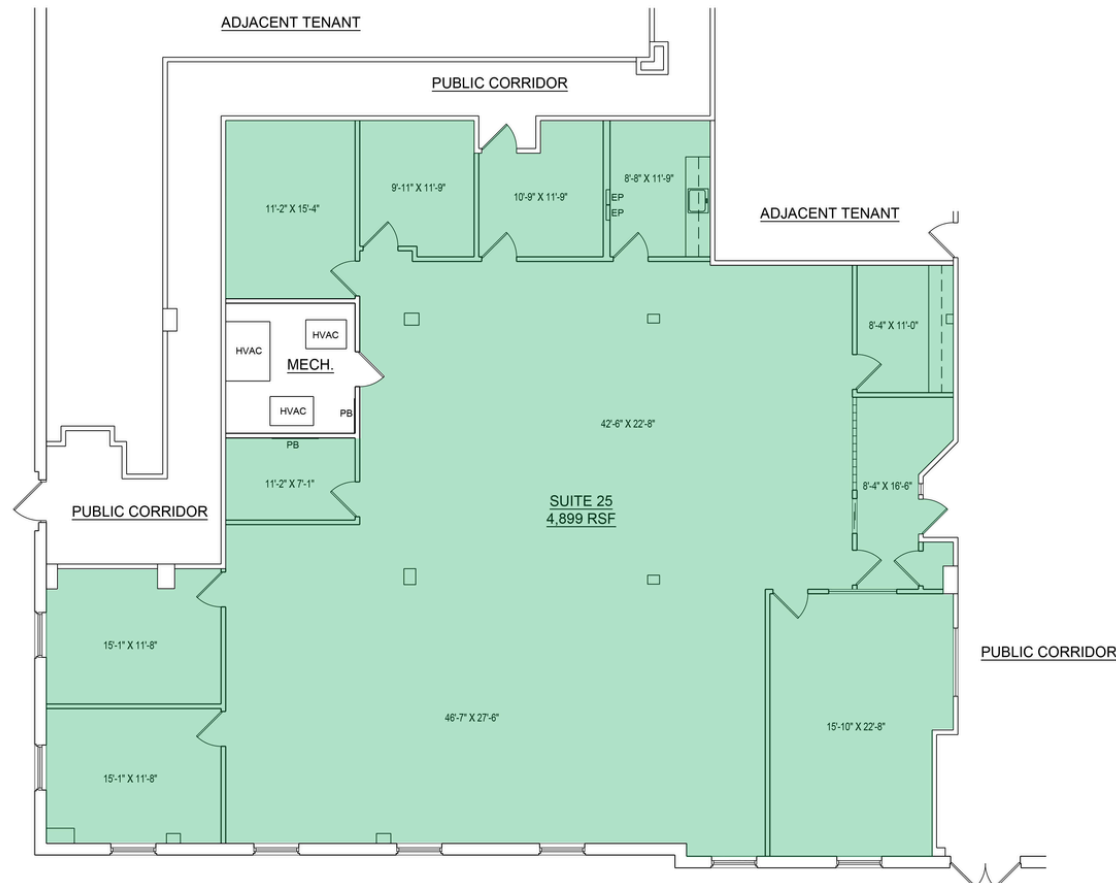 ADJACENT TENANT
PUBLIC CORRIDOR
9'-11" X 11'-9"
8'-8" X 11'-9"
10'-9" X 11'-9"
EP
EP
11'-2" X 15'-4"
ADJACENT TENANT
8'-4" X 11'-0"
HVAC
HVAC
MECH.
HVAC
PB
PB
42'-6" X 22'-8"
11'-2" X 7'-1"
8'-4" X 16'-6"
SUITE 25
4,899 RSF
PUBLIC CORRIDOR
15'-1" X 11'-8"
PUBLIC CORRIDOR
46'-7" X 27'-6"
15'-10" X 22'-8"
15'-1" X 11'-8"